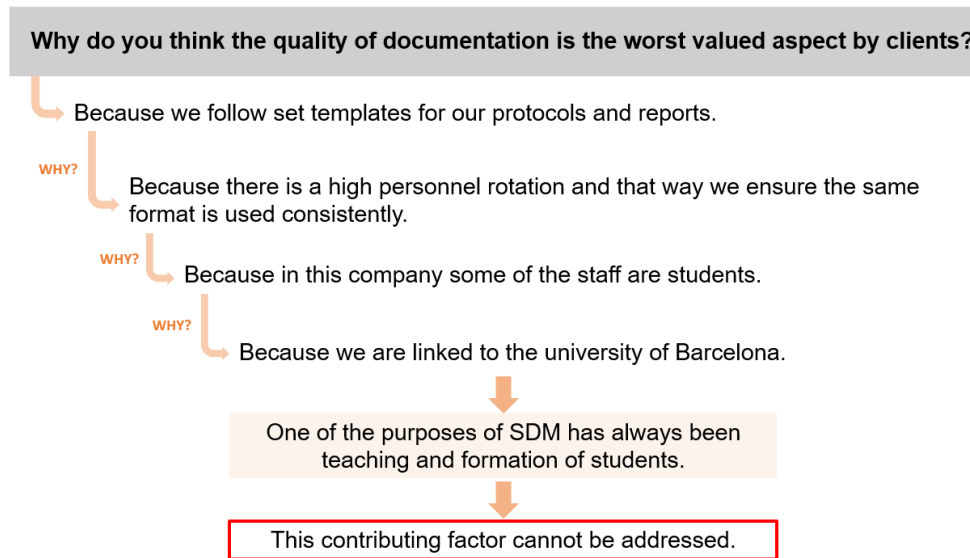 Why do you think the quality of documentation is the worst valued aspect by clients?
Because we follow set templates for our protocols and reports.
WHY?
Because there is a high personnel rotation and that way we ensure the same
format is used consistently.
WHY?
Because in this company some of the staff are students.
WHY?
Because we are linked to the university of Barcelona.
One of the purposes of SDM has always been
teaching and formation of students.
This contributing factor cannot be addressed.